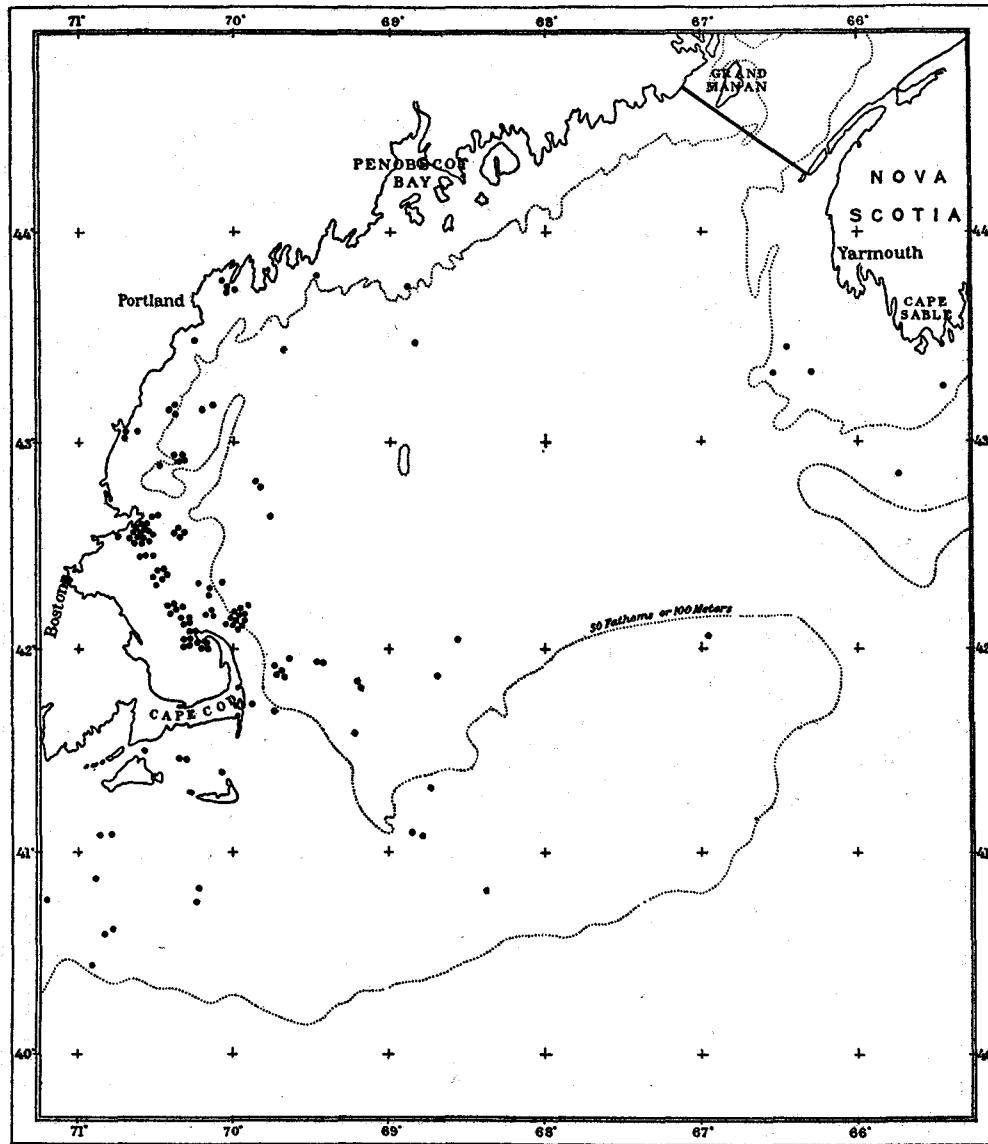 71° 70° 69° 68° 67° 66°
GRAND
MANAN
PENOBSCOT
BAY
NOVA
SCOTIA
44° 44
Yarmouth
Portland
CAPE
SABLE
43° 43
Boston
50 Fathoms or 100 Meters
42° 42
CAPE COD
41° 41
40° 40
71° 70° 69° 68° 67° 66°